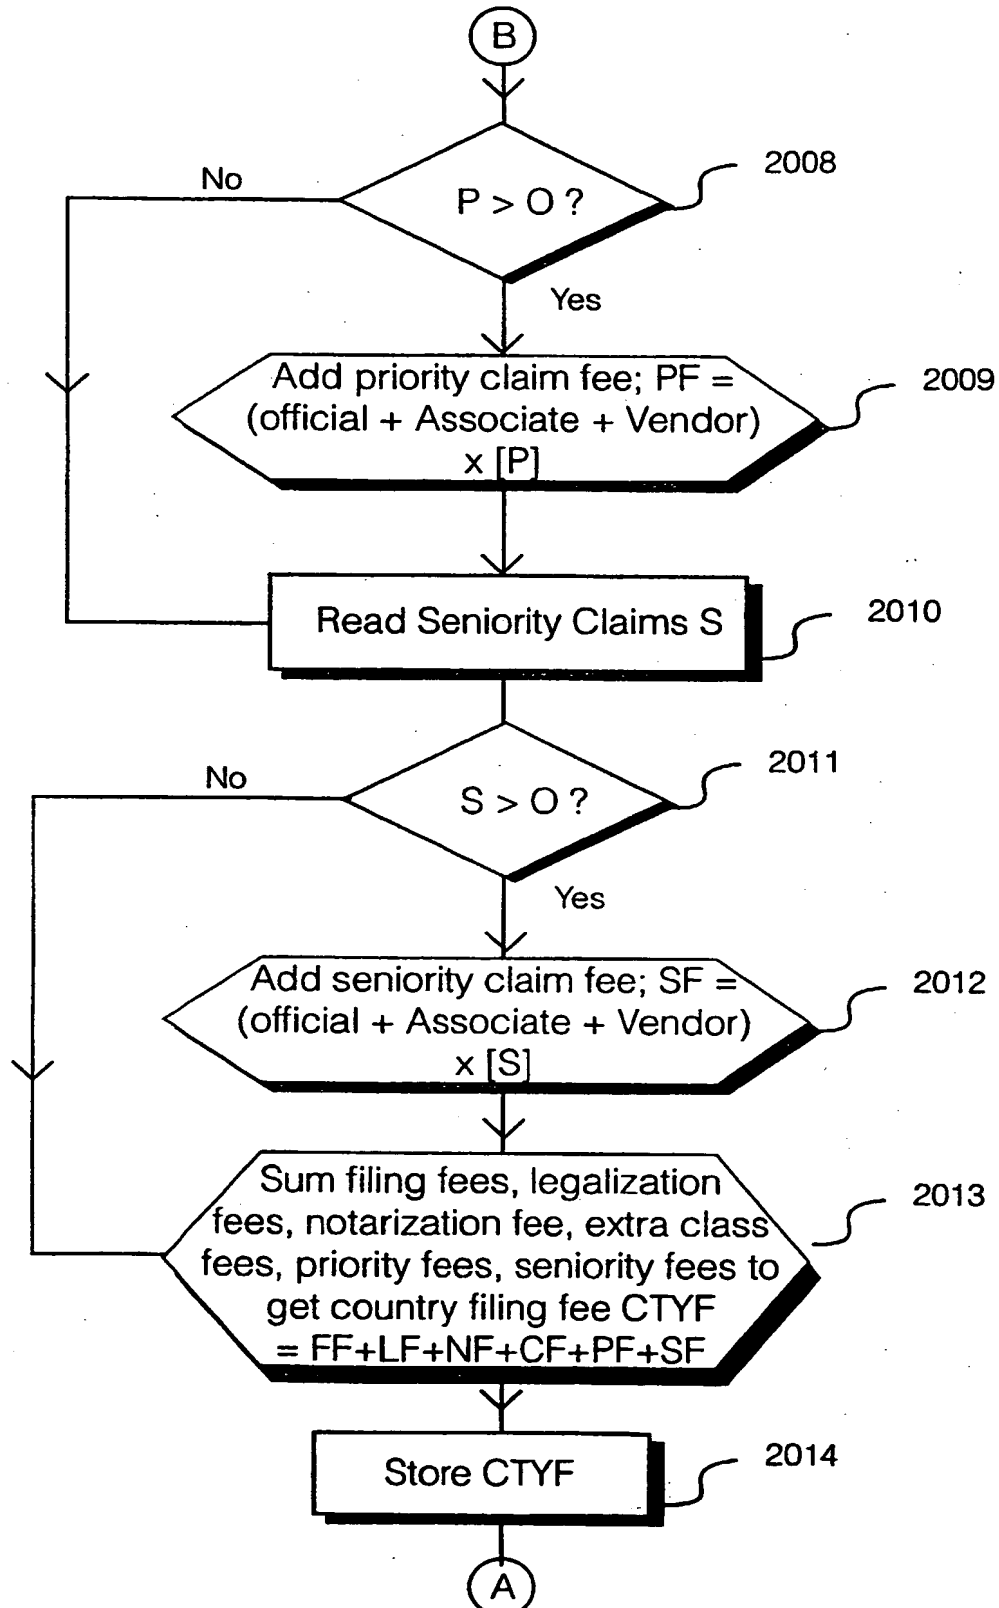 B
2008
No
P > O ?
Yes
Add priority claim fee; PF =
(official + Associate + Vendor)
x [P]
2009
Read Seniority Claims S
2010
2011
No
S > O ?
Yes
Add seniority claim fee; SF =
(official + Associate + Vendor)
x [S]
2012
Sum filing fees, legalization
fees, notarization fee, extra class
fees, priority fees, seniority fees to
get country filing fee CTYF
= FF+LF+NF+CF+PF+SF
2013
Store CTYF
2014
A